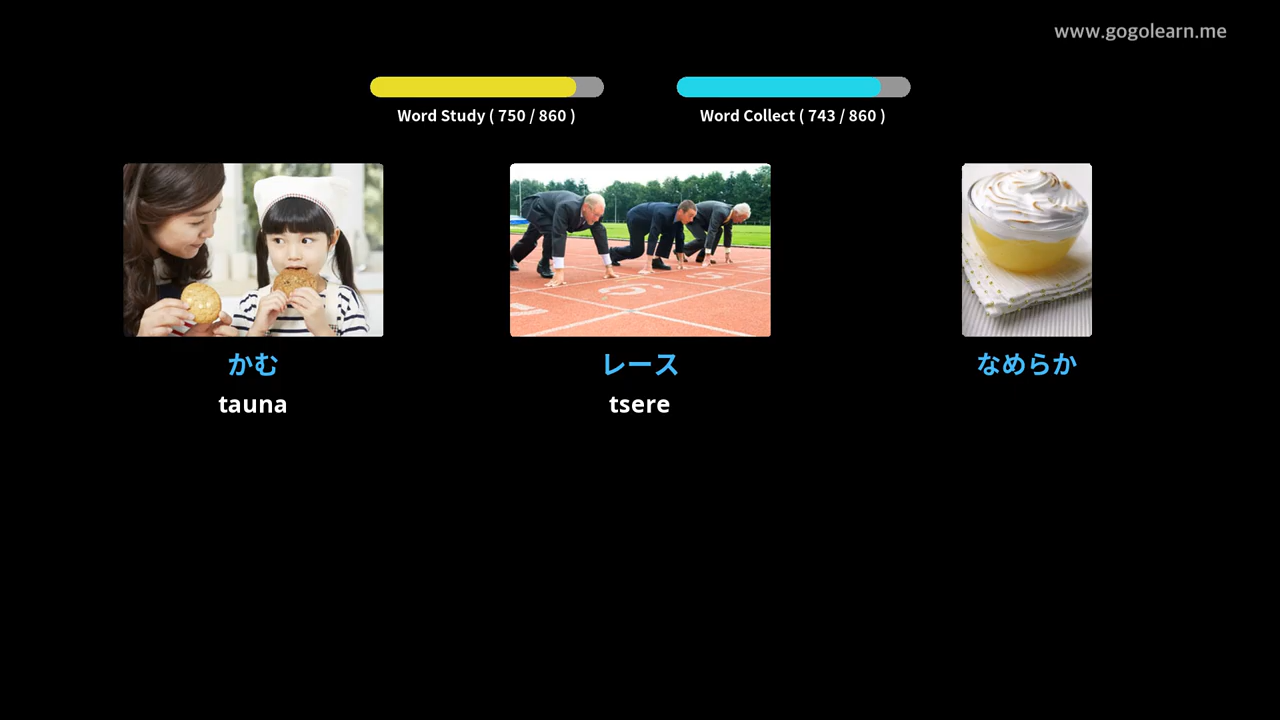 www.gogolearn.me
Word Study ( 750 / 860 )
Word Collect ( 743 / 860 )
かむ
レース
なめらか
tauna
tsere